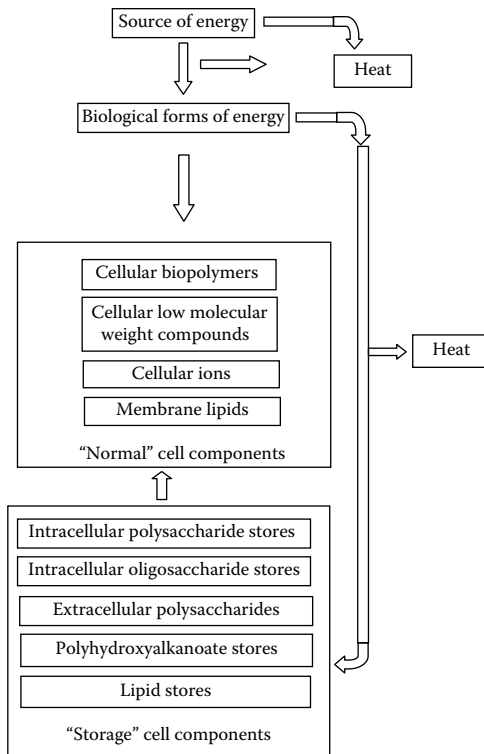 Source of energy
Heat
Biological forms of energy
Cellular biopolymers
Cellular low molecular
weight compounds
Cellular ions
Membrane lipids
“Normal” cell components
Heat
Intracellular polysaccharide stores
Intracellular oligosaccharide stores
Extracellular polysaccharides
Polyhydroxyalkanoate stores
Lipid stores
“Storage” cell components